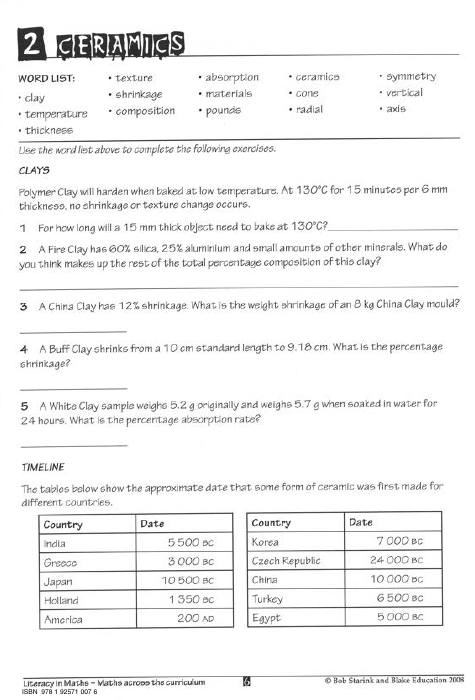 2 CERAMICS
WORD LIST:
• clay
• temperature
• thickness
• texture
• shrinkage
• composition
• absorption
• materials
• pounds
• ceramics
• cone
• radial
• symmetry
• vertical
• axis
Use the word list above to complete the following exercises.
CLAYS
Polymer Clay will harden when baked at low temperature. At 130°C for 15 minutes per 6 mm
thickness, no shrinkage or texture change occurs.
1 For how long will a 15 mm thick object need to bake at 130°C?
2 A Fire Clay has 60% silica, 25% aluminium and small amounts of other minerals. What do
you think makes up the rest of the total percentage composition of this clay?
3 A China Clay has 12% shrinkage. What is the weight shrinkage of an 8 kg China Clay mould?
4 A Buff Clay shrinks from a 10 cm standard length to 9.18 cm. What is the percentage
shrinkage?
5 A White Clay sample weighs 5.2 g originally and weighs 5.7 g when soaked in water for
24 hours. What is the percentage absorption rate?
TIMELINE
The tables below show the approximate date that some form of ceramic was first made for
different countries.
Country Date
India 5 500 BC
Greece 3 000 BC
Japan 10 500 BC
Holland 1 350 BC
America 200 AD
Country Date
Korea 7 000 BC
Czech Republic 24 000 BC
China 10 000 BC
Turkey 6 500 BC
Egypt 5 000 BC
Literacy in Maths – Maths across the curriculum
6
© Bob Starink and Blake Education 2008
ISBN 978 1 92571 007 6